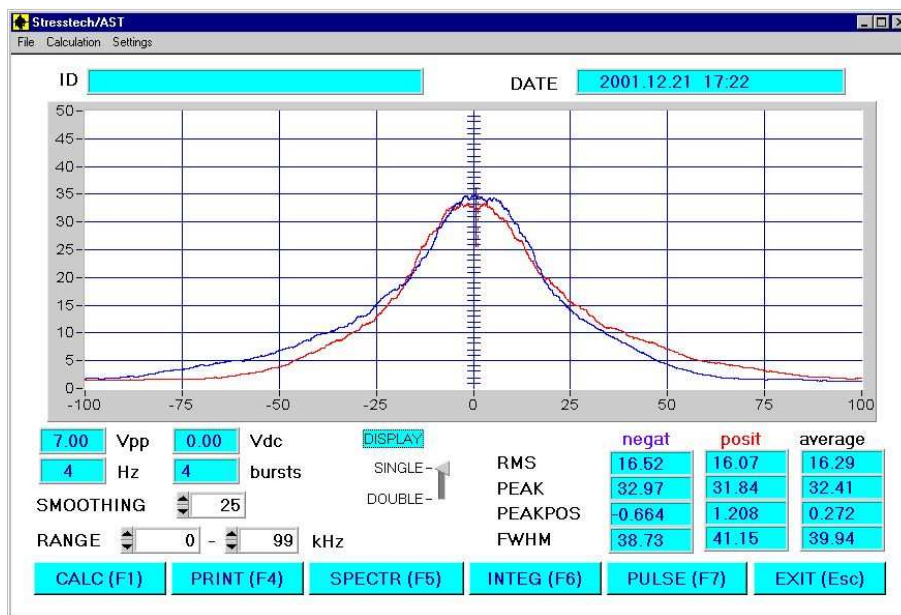 Stresstech/AST
File Calculation Settings
ID DATE 2001.12.21 17:22
50
45
40
35
30
25
20
15
10
5
0
-100 -75 -50 -25 0 25 50 75 100
7.00 Vpp 0.00 Vdc DISPLAY negat posit average
4 Hz 4 bursts SINGLE RMS 16.52 16.07 16.29
PEAK 32.97 31.84 32.41
SMOOTHING 25 DOUBLE PEAKPOS -0.664 1.208 0.272
RANGE 0 - 99 kHz FWHM 38.73 41.15 39.94
CALC (F1) PRINT (F4) SPECTR (F5) INTEG (F6) PULSE (F7) EXIT (Esc)